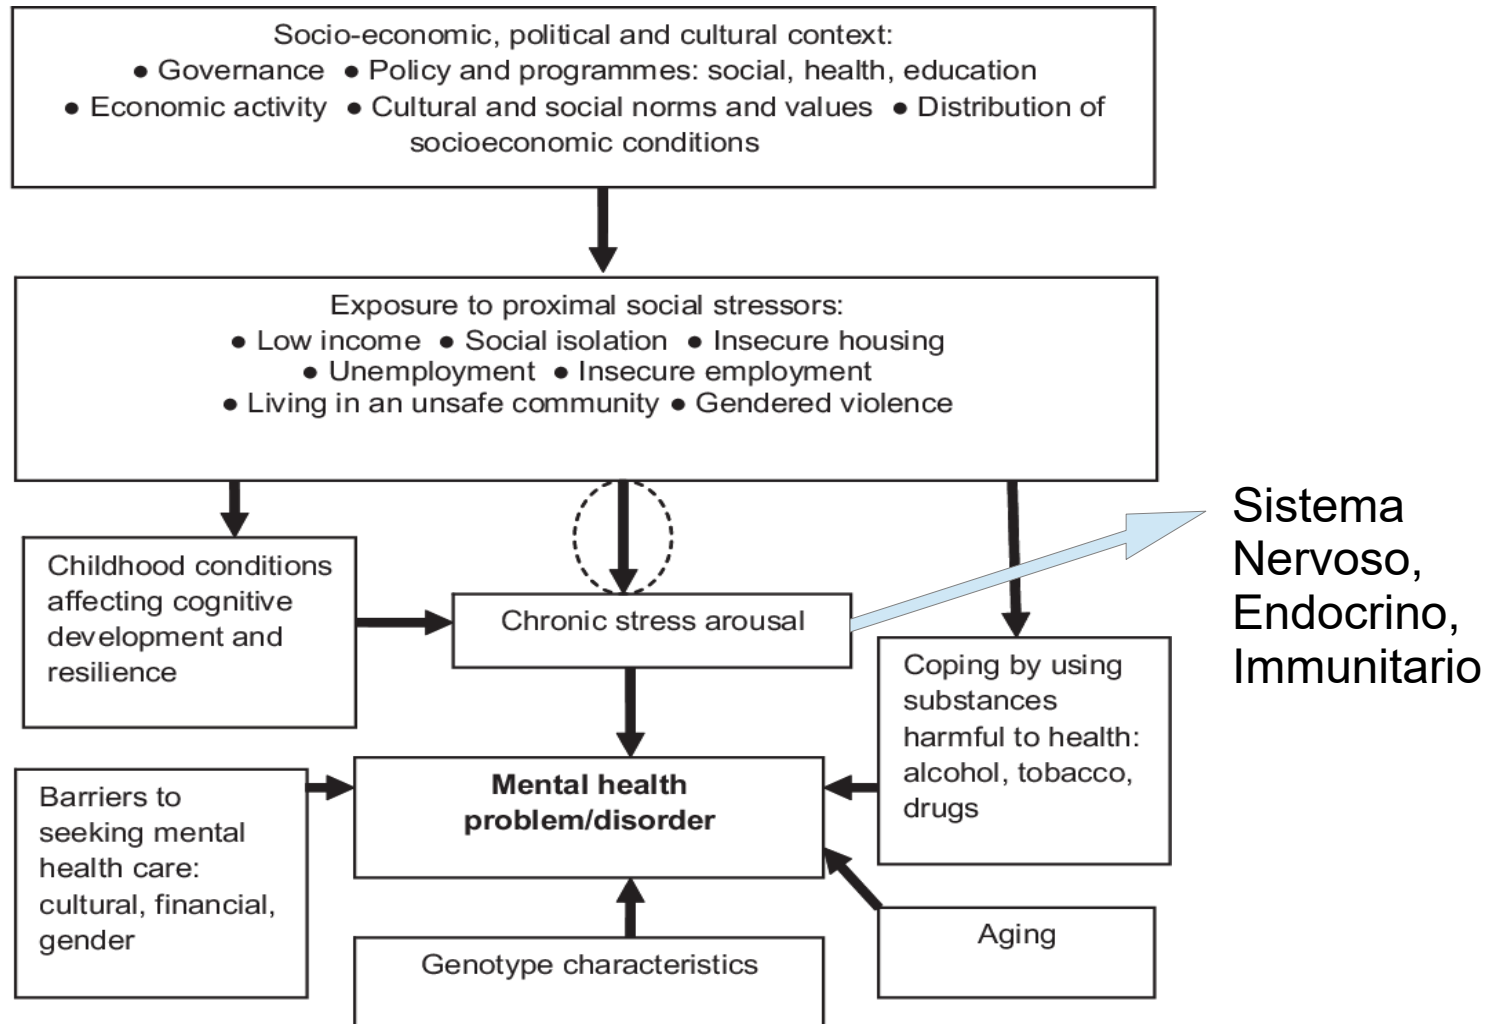 Socio-economic, political and cultural context:
● Governance ● Policy and programmes: social, health, education
● Economic activity ● Cultural and social norms and values ● Distribution of
socioeconomic conditions
Exposure to proximal social stressors:
● Low income ● Social isolation ● Insecure housing
● Unemployment ● Insecure employment
● Living in an unsafe community ● Gendered violence
Childhood conditions
affecting cognitive
development and
resilience
Chronic stress arousal
Sistema
Nervoso,
Endocrino,
Immunitario
Coping by using
substances
harmful to health:
alcohol, tobacco,
drugs
Barriers to
seeking mental
health care:
cultural, financial,
gender
Mental health
problem/disorder
Genotype characteristics
Aging